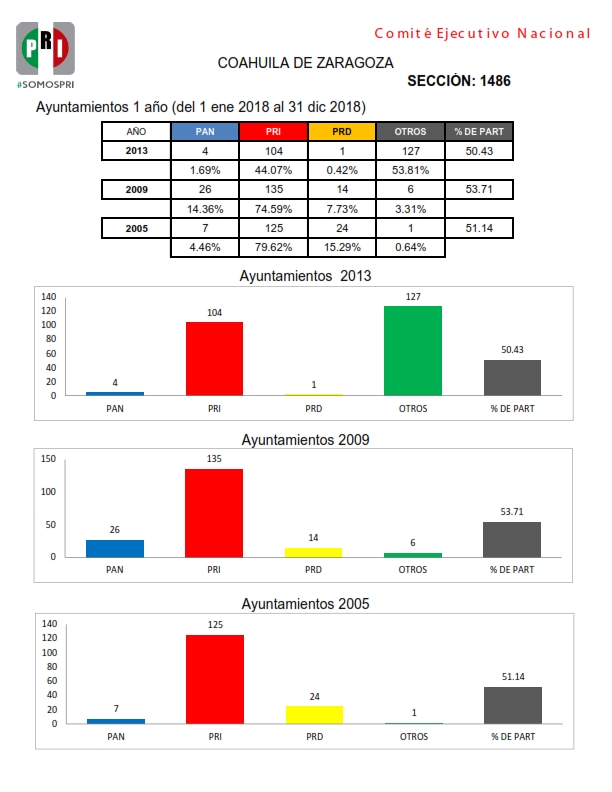 Comité Ejecutivo Nacional
PRI
#SOMOSPRI
COAHUILA DE ZARAGOZA
SECCIÓN: 1486
Ayuntamientos 1 año (del 1 ene 2018 al 31 dic 2018)
AÑO PAN PRI PRD OTROS % DE PART
2013 4 104 1 127 50.43
1.69% 44.07% 0.42% 53.81%
2009 26 135 14 6 53.71
14.36% 74.59% 7.73% 3.31%
2005 7 125 24 1 51.14
4.46% 79.62% 15.29% 0.64%
Ayuntamientos 2013
140
120
100
80
60
40
20
0
4 104 1 127 50.43
PAN PRI PRD OTROS % DE PART
Ayuntamientos 2009
150
100
50
0
26 135 14 6 53.71
PAN PRI PRD OTROS % DE PART
Ayuntamientos 2005
140
120
100
80
60
40
20
0
7 125 24 1 51.14
PAN PRI PRD OTROS % DE PART